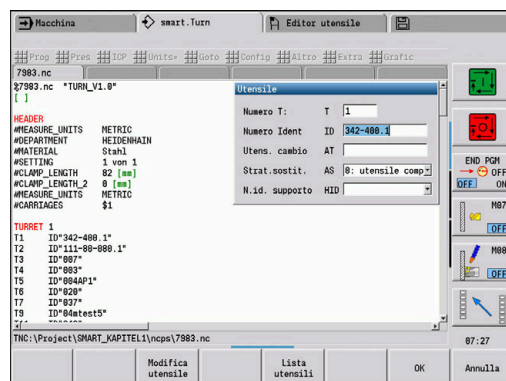 Macchina
smart.Turn
Editor utensile
Prog Pres ICP Units▾ Goto Config Altro Extra Grafic
7983.nc
%7983.nc "TURN_V1.0"
[ ]
HEADER
#MEASURE_UNITS METRIC
#DEPARTMENT HEIDENHAIN
#MATERIAL Stahl
#SETTING 1 von 1
#CLAMP_LENGTH 82 [mm]
#CLAMP_LENGTH_2 0 [mm]
#MEASURE_UNITS METRIC
#CARRIAGES $1
TURRET 1
T1 ID"342-400.1"
T2 ID"111-80-080.1"
T3 ID"007"
T4 ID"003"
T5 ID"004AP1"
T6 ID"020"
T7 ID"037"
T9 ID"04mtest5"
Utensile
Numero T: T 1
Numero Ident ID 342-400.1
Utens. cambio AT
Strat.sostit. AS 0: utensile comp
N.id. supporto HID
END PGM
OFF
OFF ON
M07
OFF
M08
OFF
TNC:\Project\SMART_KAPITEL1\ncps\7983.nc
07:27
Modifica utensile
Lista utensili
OK
Annulla